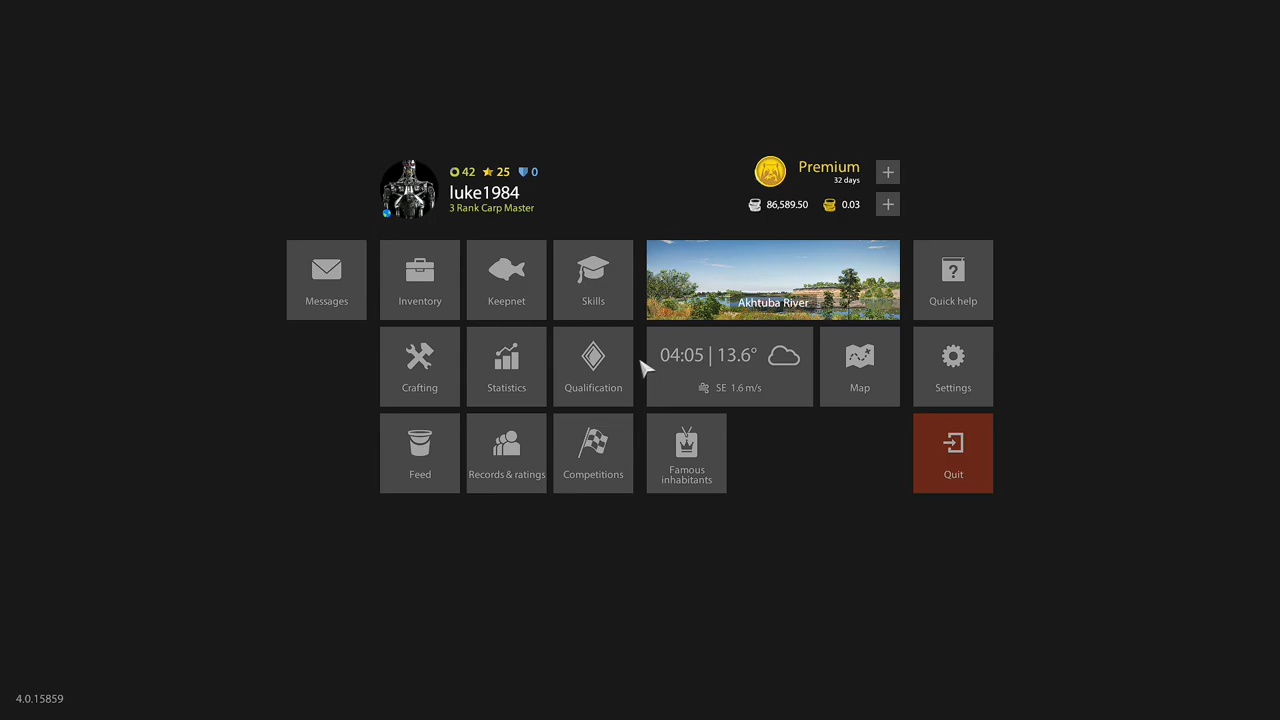 42 25 0
luke1984
3 Rank Carp Master
Premium
32 days
86,589.50 0.03
Messages
Inventory
Keepnet
Skills
Akhtuba River
Quick help
Crafting
Statistics
Qualification
04:05 | 13.6°
SE 1.6 m/s
Map
Settings
Feed
Records & ratings
Competitions
Famous
inhabitants
Quit
4.0.15859